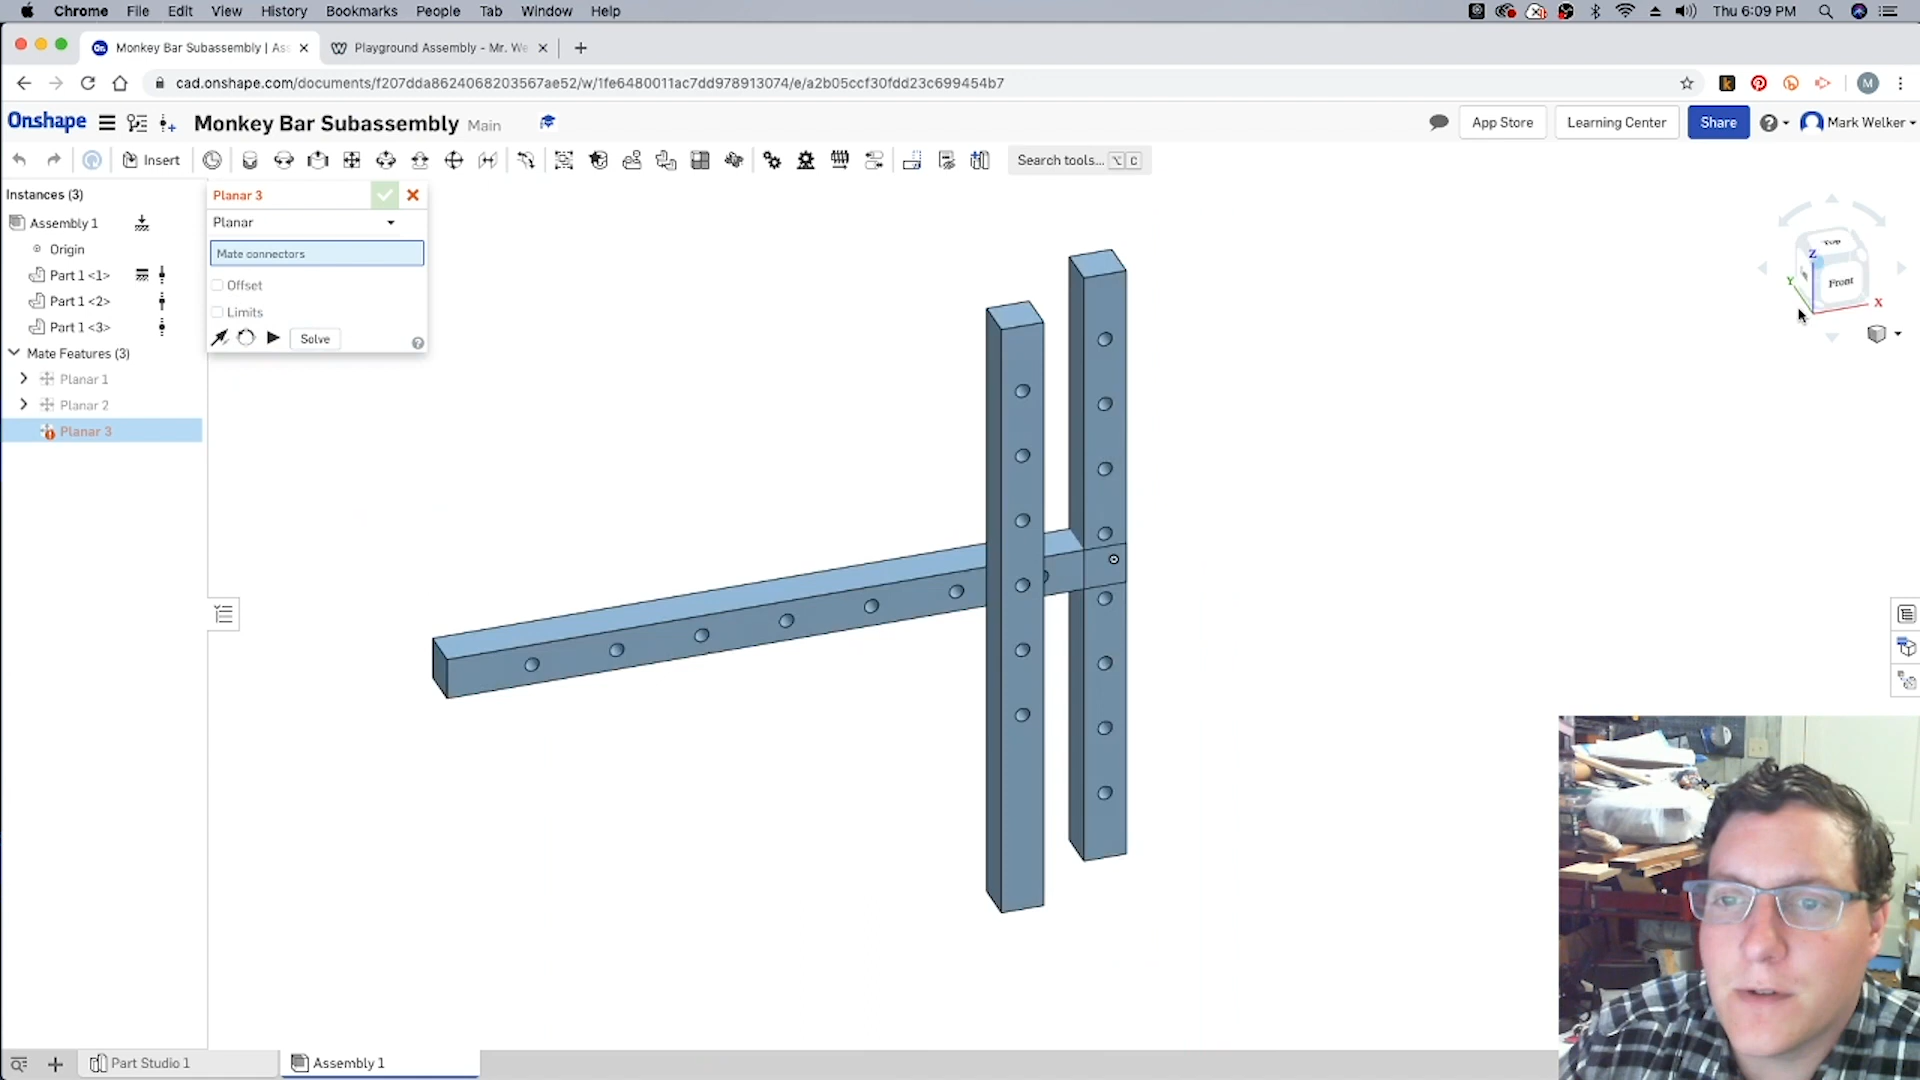 Chrome File Edit View History Bookmarks People Tab Window Help Thu 6:09 PM
Monkey Bar Subassembly | Ass Playground Assembly - Mr. We
cad.onshape.com/documents/f207dda8624068203567ae52/w/1fe6480011ac7dd978913074/e/a2b05ccf30fdd23c699454b7 M
Onshape Monkey Bar Subassembly Main App Store Learning Center Share Mark Welker
Insert Search tools... ⌥ C
Instances (3)
Assembly 1
Origin
Part 1 <1>
Part 1 <2>
Part 1 <3>
Mate Features (3)
Planar 1
Planar 2
Planar 3
Planar 3
Planar
Mate connectors
Offset
Limits
Solve
Top
Z
Front
Y
X
Part Studio 1 Assembly 1